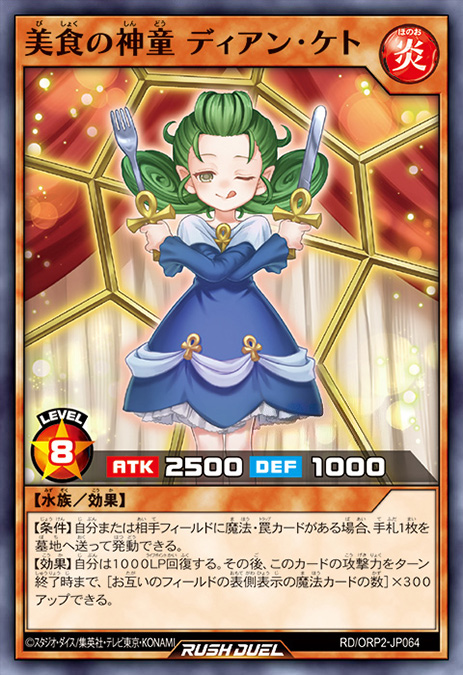 美食の神童 ディアン・ケト
炎
LEVEL
8
ATK 2500 DEF 1000
【水族／効果】
【条件】自分または相手フィールドに魔法・罠カードがある場合、手札1枚を
墓地へ送って発動できる。
【効果】自分は1000LP回復する。その後、このカードの攻撃力をターン
終了時まで、[お互いのフィールドの表側表示の魔法カードの数]×300
アップできる。
©スタジオ・ダイス/集英社・テレビ東京・KONAMI
RUSH DUEL
RD/ORP2-JP064